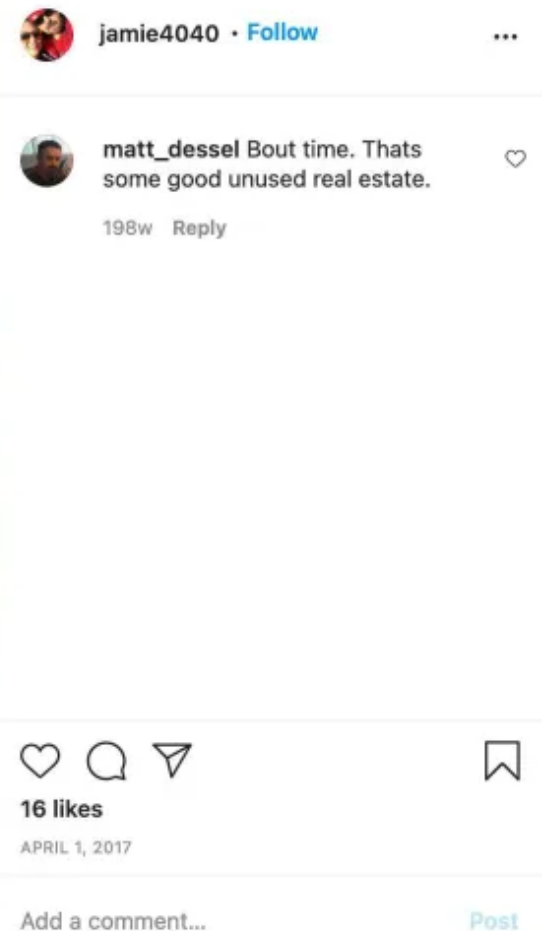 jamie4040 • Follow
matt_dessel Bout time. Thats
some good unused real estate.
198w Reply
16 likes
APRIL 1, 2017
Add a comment... Post